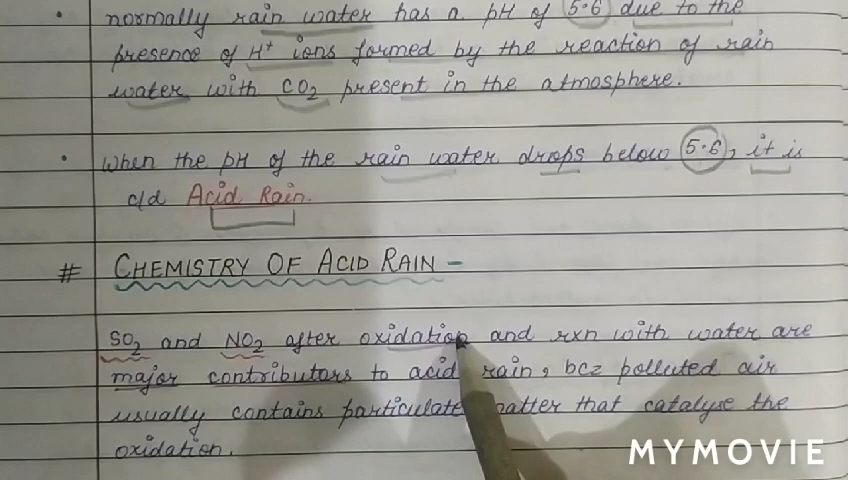 • normally rain water has a pH of 5.6 due to the
presence of H⁺ ions formed by the reaction of rain
water with CO₂ present in the atmosphere.
• When the pH of the rain water drops below 5.6, it is
c/d Acid Rain.
# CHEMISTRY OF ACID RAIN -
SO₂ and NO₂ after oxidation and rxn with water are
major contributors to acid rain, bcz polluted air
usually contains particulate matter that catalyse the
oxidation.
MYMOVIE